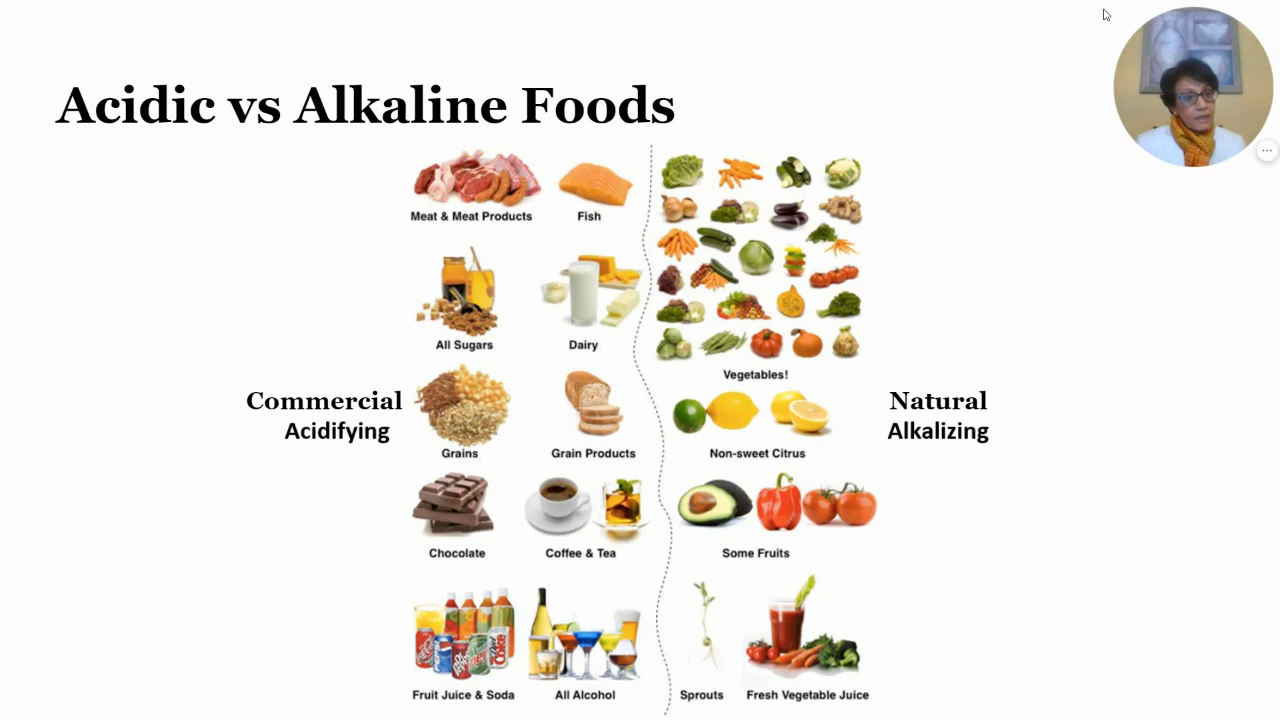 Acidic vs Alkaline Foods
Meat & Meat Products
Fish
All Sugars
Dairy
Vegetables!
Commercial
Acidifying
Natural
Alkalizing
Grains
Grain Products
Non-sweet Citrus
Chocolate
Coffee & Tea
Some Fruits
Coke
Fruit Juice & Soda
All Alcohol
Sprouts
Fresh Vegetable Juice